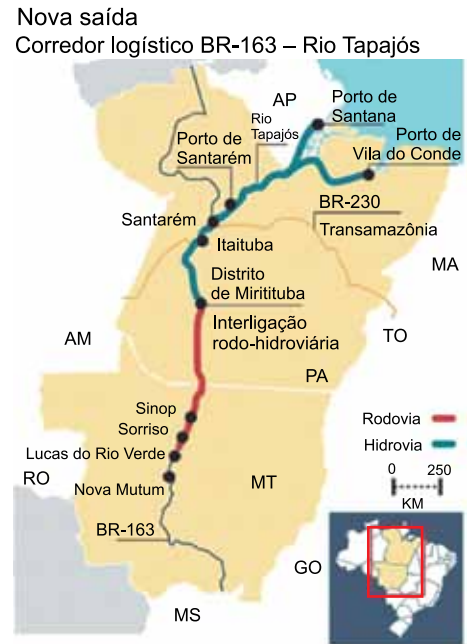 Nova saída
Corredor logístico BR-163 – Rio Tapajós
AP
Porto de
Santana
Rio
Tapajós
Porto de
Santarém
Porto de
Vila do Conde
BR-230
Transamazônia
Santarém
Itaituba
MA
Distrito
de Miritituba
Interligação
rodo-hidroviária
AM
TO
PA
Sinop
Sorriso
Lucas do Rio Verde
Nova Mutum
RO
MT
BR-163
Rodovia
Hidrovia
0 250
KM
GO
MS